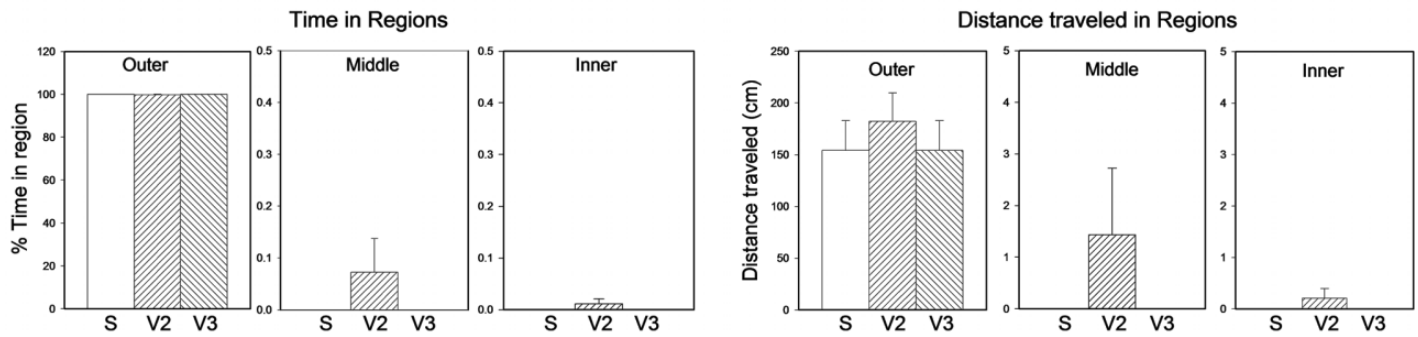 Time in Regions
Distance traveled in Regions
% Time in region
120
100
80
60
40
20
0
Outer
S V2 V3
0.5
0.4
0.3
0.2
0.1
0.0
Middle
S V2 V3
0.5
0.4
0.3
0.2
0.1
0.0
Inner
S V2 V3
Distance traveled (cm)
250
200
150
100
50
0
Outer
S V2 V3
5
4
3
2
1
0
Middle
S V2 V3
5
4
3
2
1
0
Inner
S V2 V3